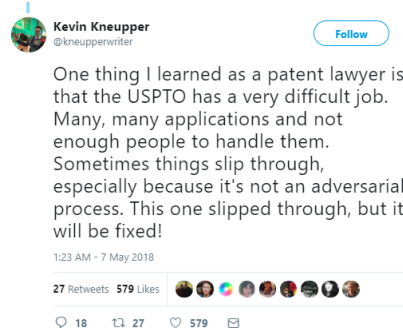 Kevin Kneupper
@kneupperwriter
Follow
One thing I learned as a patent lawyer is
that the USPTO has a very difficult job.
Many, many applications and not
enough people to handle them.
Sometimes things slip through,
especially because it's not an adversarial
process. This one slipped through, but it
will be fixed!
1:23 AM - 7 May 2018
27 Retweets 579 Likes
18 27 579